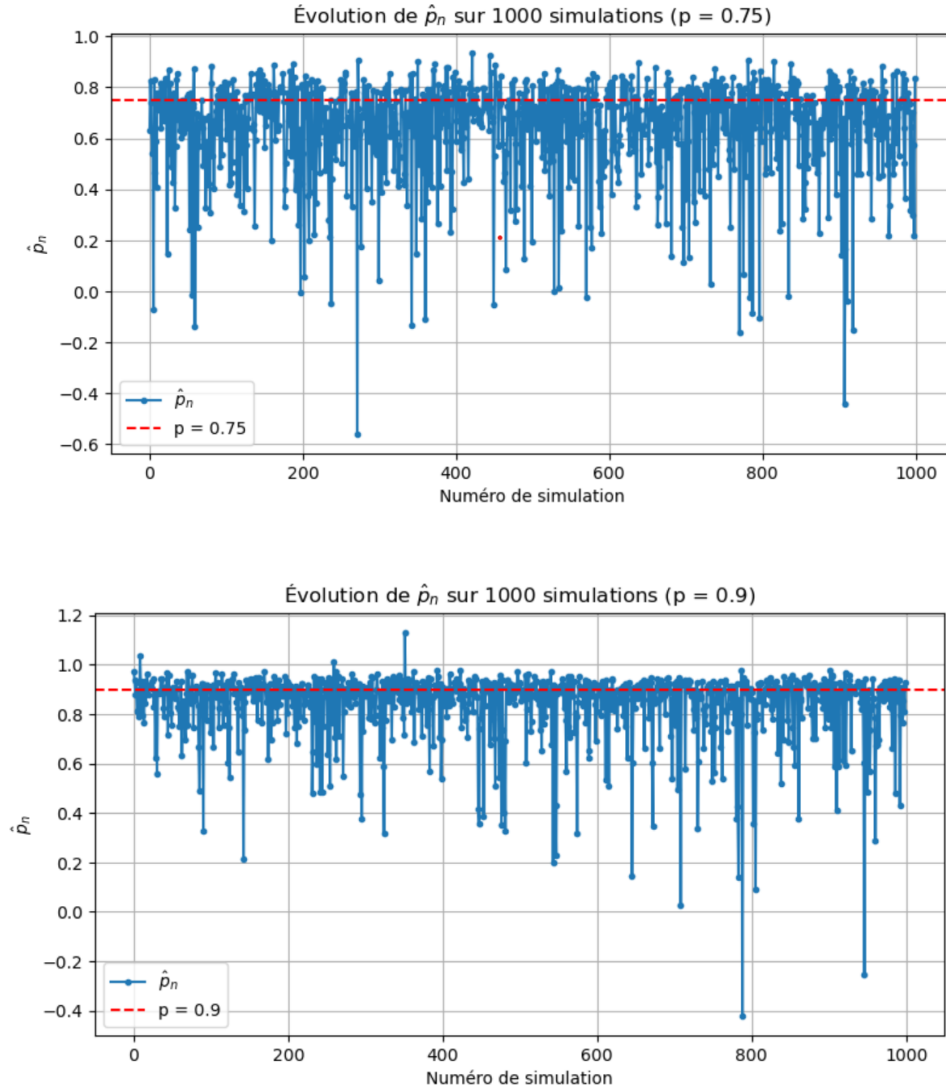 Évolution de p̂ₙ sur 1000 simulations (p = 0.75)
1.0
0.8
0.6
0.4
0.2
0.0
−0.2
−0.4
−0.6
p̂ₙ
p̂ₙ
p = 0.75
0 200 400 600 800 1000
Numéro de simulation
Évolution de p̂ₙ sur 1000 simulations (p = 0.9)
1.2
1.0
0.8
0.6
0.4
0.2
0.0
−0.2
−0.4
p̂ₙ
p̂ₙ
p = 0.9
0 200 400 600 800 1000
Numéro de simulation